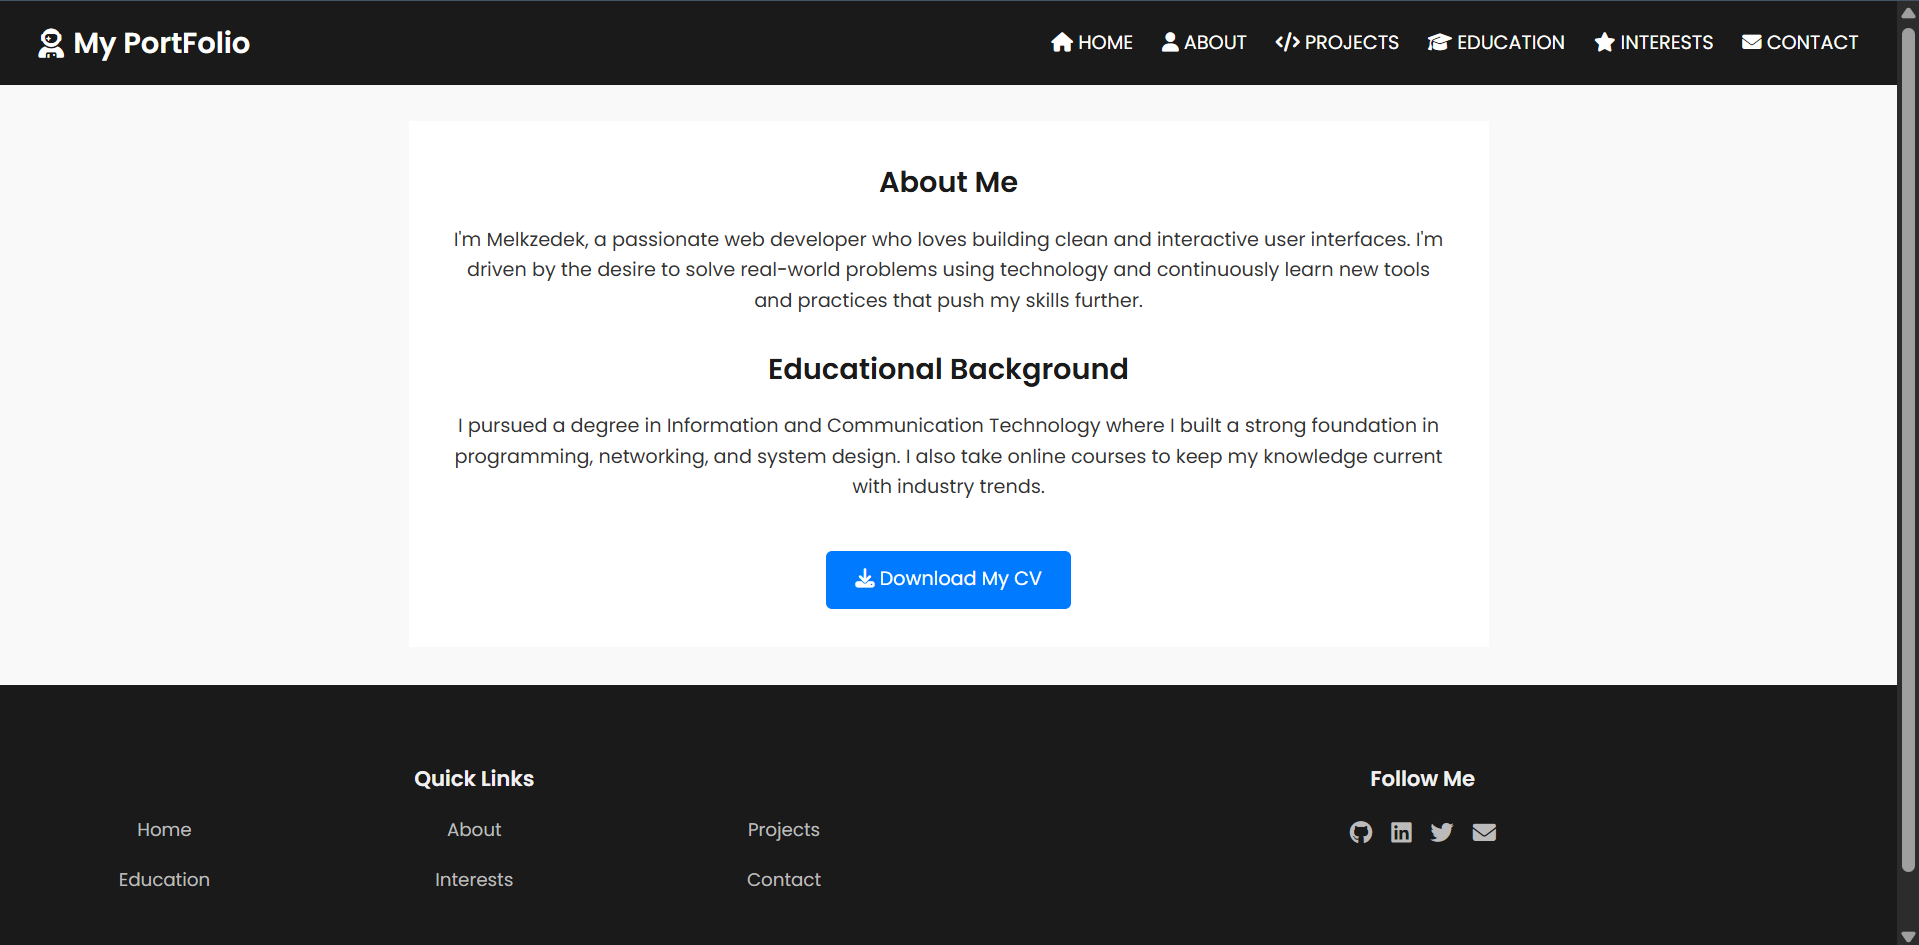 My PortFolio
HOME ABOUT PROJECTS EDUCATION INTERESTS CONTACT
About Me
I'm Melkzedek, a passionate web developer who loves building clean and interactive user interfaces. I'm
driven by the desire to solve real-world problems using technology and continuously learn new tools
and practices that push my skills further.
Educational Background
I pursued a degree in Information and Communication Technology where I built a strong foundation in
programming, networking, and system design. I also take online courses to keep my knowledge current
with industry trends.
Download My CV
Quick Links
Home About Projects
Education Interests Contact
Follow Me